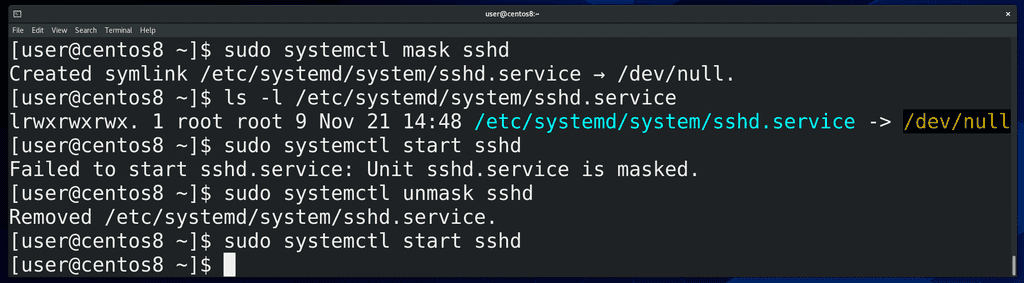 user@centos8:~ ×
File Edit View Search Terminal Help
[user@centos8 ~]$ sudo systemctl mask sshd
Created symlink /etc/systemd/system/sshd.service → /dev/null.
[user@centos8 ~]$ ls -l /etc/systemd/system/sshd.service
lrwxrwxrwx. 1 root root 9 Nov 21 14:48 /etc/systemd/system/sshd.service -> /dev/null
[user@centos8 ~]$ sudo systemctl start sshd
Failed to start sshd.service: Unit sshd.service is masked.
[user@centos8 ~]$ sudo systemctl unmask sshd
Removed /etc/systemd/system/sshd.service.
[user@centos8 ~]$ sudo systemctl start sshd
[user@centos8 ~]$